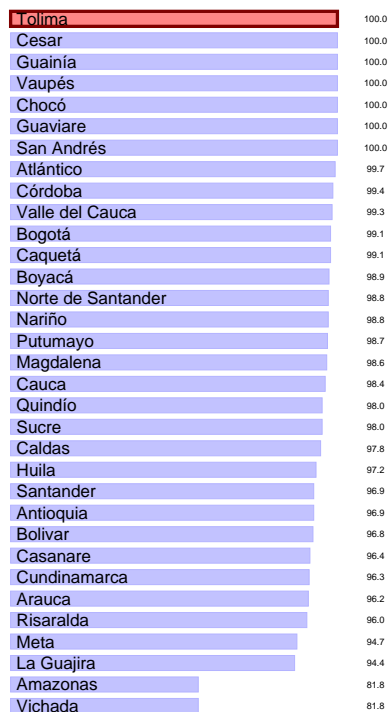 Tolima 100.0
Cesar 100.0
Guainía 100.0
Vaupés 100.0
Chocó 100.0
Guaviare 100.0
San Andrés 100.0
Atlántico 99.7
Córdoba 99.4
Valle del Cauca 99.3
Bogotá 99.1
Caquetá 99.1
Boyacá 98.9
Norte de Santander 98.8
Nariño 98.8
Putumayo 98.7
Magdalena 98.6
Cauca 98.4
Quindío 98.0
Sucre 98.0
Caldas 97.8
Huila 97.2
Santander 96.9
Antioquia 96.9
Bolivar 96.8
Casanare 96.4
Cundinamarca 96.3
Arauca 96.2
Risaralda 96.0
Meta 94.7
La Guajira 94.4
Amazonas 81.8
Vichada 81.8